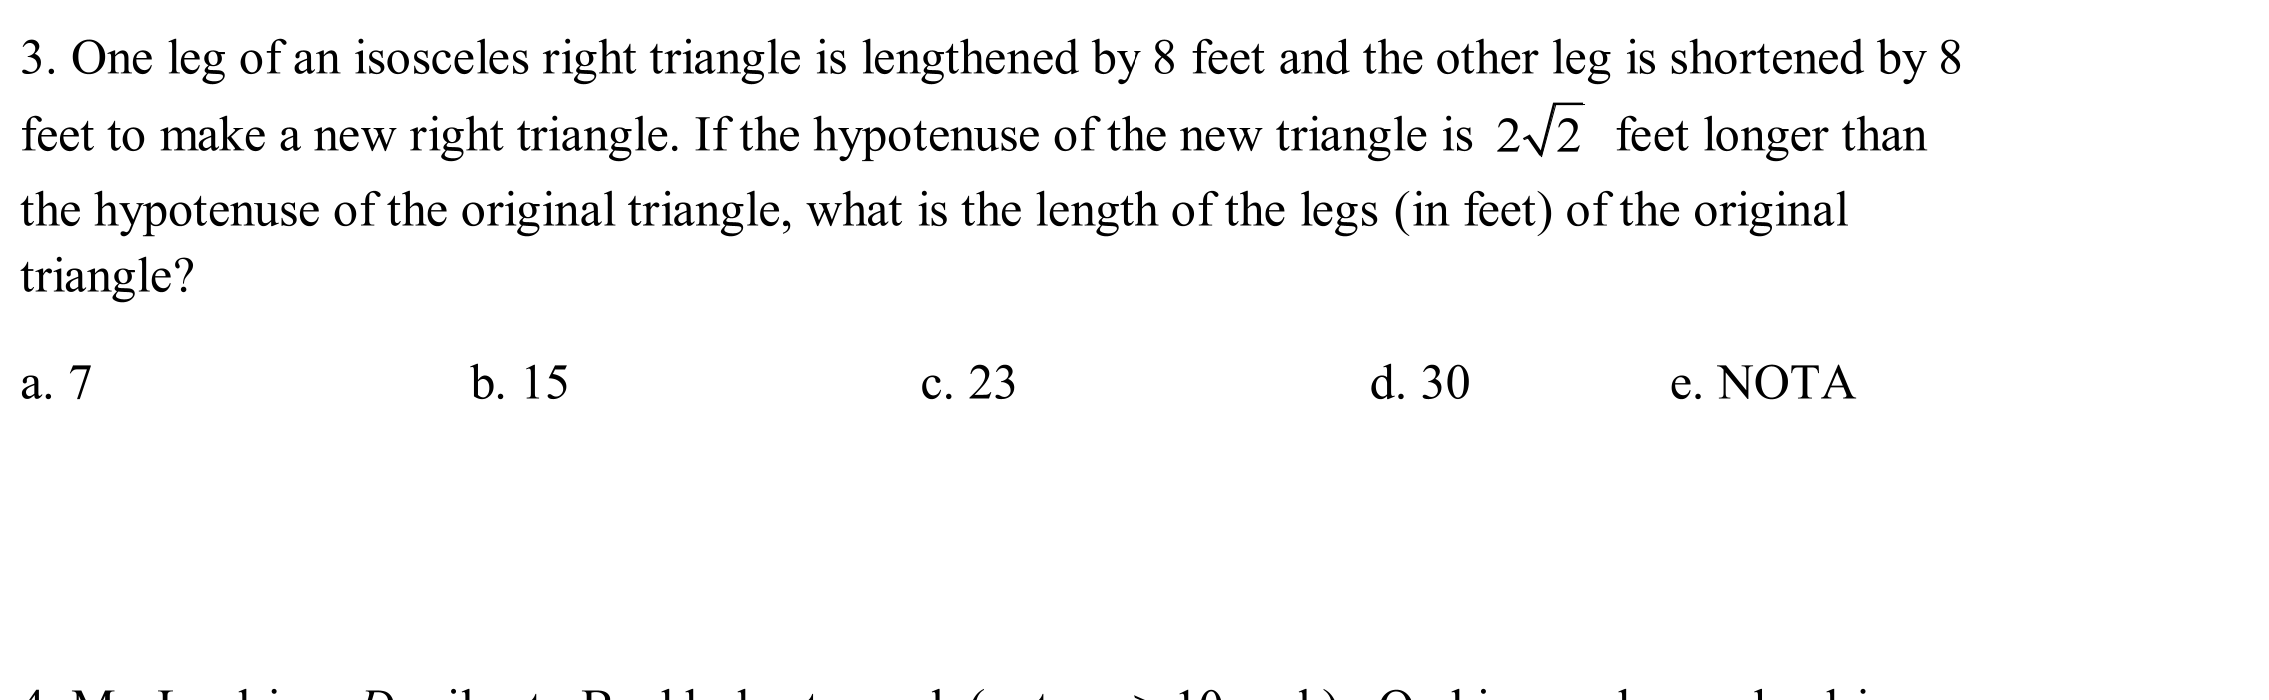 3. One leg of an isosceles right triangle is lengthened by 8 feet and the other leg is shortened by 8
feet to make a new right triangle. If the hypotenuse of the new triangle is 2√2 feet longer than
the hypotenuse of the original triangle, what is the length of the legs (in feet) of the original
triangle?
a. 7 b. 15 c. 23 d. 30 e. NOTA